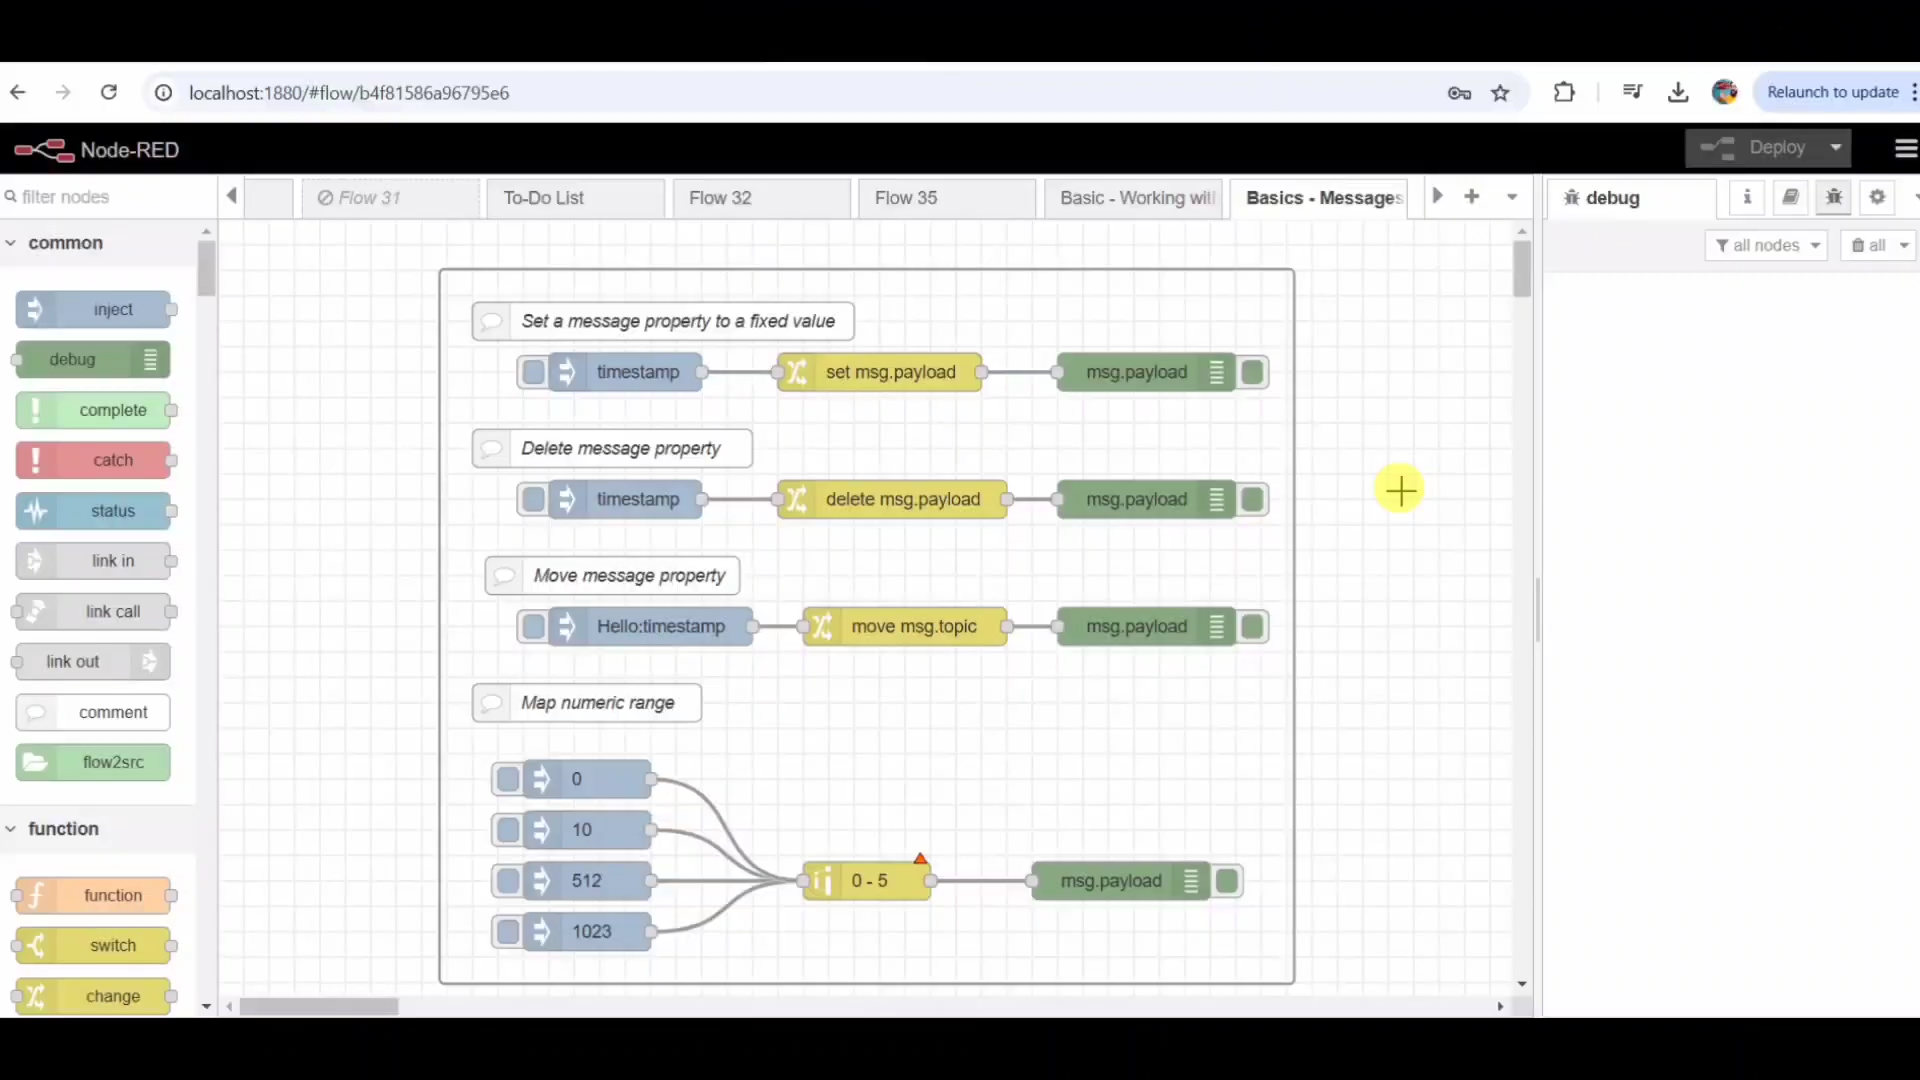 localhost:1880/#flow/b4f81586a96795e6
Relaunch to update
Node-RED
Deploy
filter nodes
Flow 31
To-Do List
Flow 32
Flow 35
Basic - Working with
Basics - Messages
debug
all nodes
all
common
inject
debug
complete
catch
status
link in
link call
link out
comment
flow2src
function
function
switch
change
Set a message property to a fixed value
timestamp
set msg.payload
msg.payload
Delete message property
timestamp
delete msg.payload
msg.payload
Move message property
Hello:timestamp
move msg.topic
msg.payload
Map numeric range
0
10
512
1023
0 - 5
msg.payload